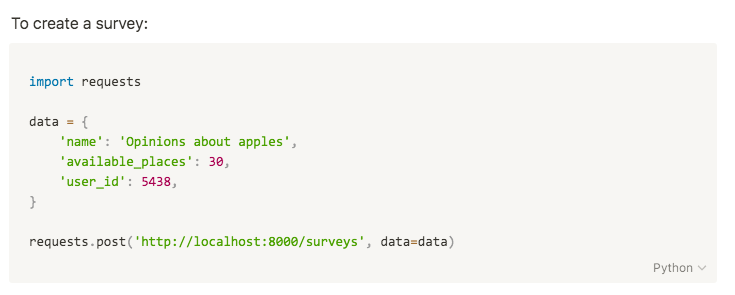 To create a survey:
import requests
data = {
    'name': 'Opinions about apples',
    'available_places': 30,
    'user_id': 5438,
}
requests.post('http://localhost:8000/surveys', data=data)
Python